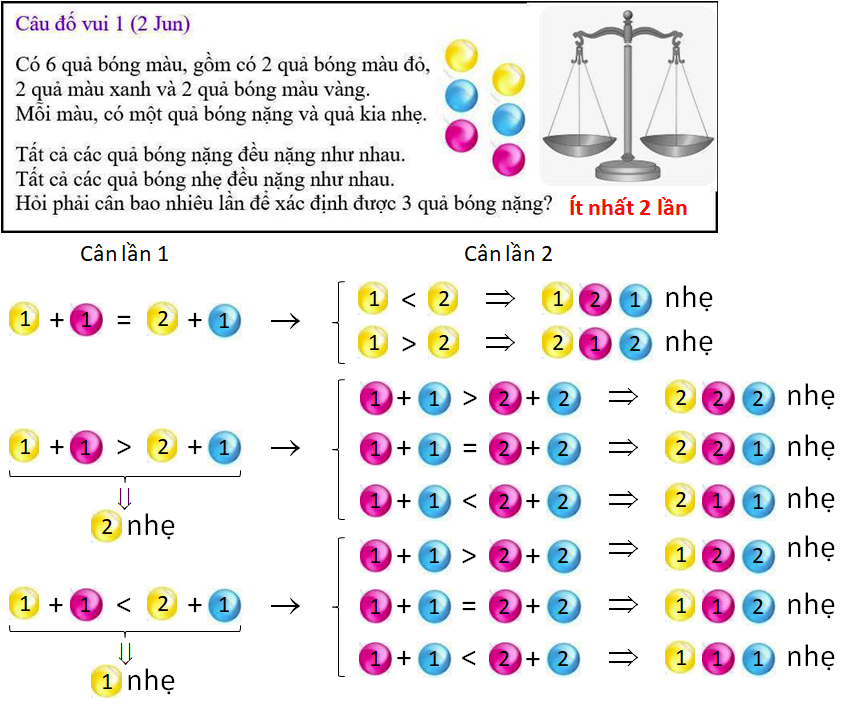 Câu đố vui 1 (2 Jun)
Có 6 quả bóng màu, gồm có 2 quả bóng màu đỏ,
2 quả màu xanh và 2 quả bóng màu vàng.
Mỗi màu, có một quả bóng nặng và quả kia nhẹ.
Tất cả các quả bóng nặng đều nặng như nhau.
Tất cả các quả bóng nhẹ đều nặng như nhau.
Hỏi phải cân bao nhiêu lần để xác định được 3 quả bóng nặng? Ít nhất 2 lần
Cân lần 1 Cân lần 2
1 < 2 ⇒ 1 2 1 nhẹ
1 + 1 = 2 + 1 →
1 > 2 ⇒ 2 1 2 nhẹ
1 + 1 > 2 + 2 ⇒ 2 2 2 nhẹ
1 + 1 > 2 + 1 → 1 + 1 = 2 + 2 ⇒ 2 2 1 nhẹ
1 + 1 < 2 + 2 ⇒ 2 1 1 nhẹ
⇓
2 nhẹ
1 + 1 > 2 + 2 ⇒ 1 2 2 nhẹ
1 + 1 < 2 + 1 → 1 + 1 = 2 + 2 ⇒ 1 1 2 nhẹ
1 + 1 < 2 + 2 ⇒ 1 1 1 nhẹ
⇓
1 nhẹ